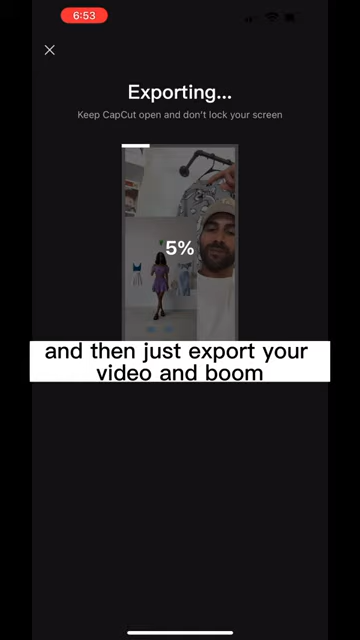 6:53
Exporting...
Keep CapCut open and don't lock your screen
5%
and then just export your
video and boom